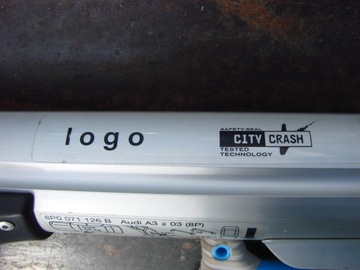 logo
SAFETY-SEAL
CITY CRASH
TESTED
TECHNOLOGY
8P0 071 126 B Audi A3 ≥ 03 (8P)